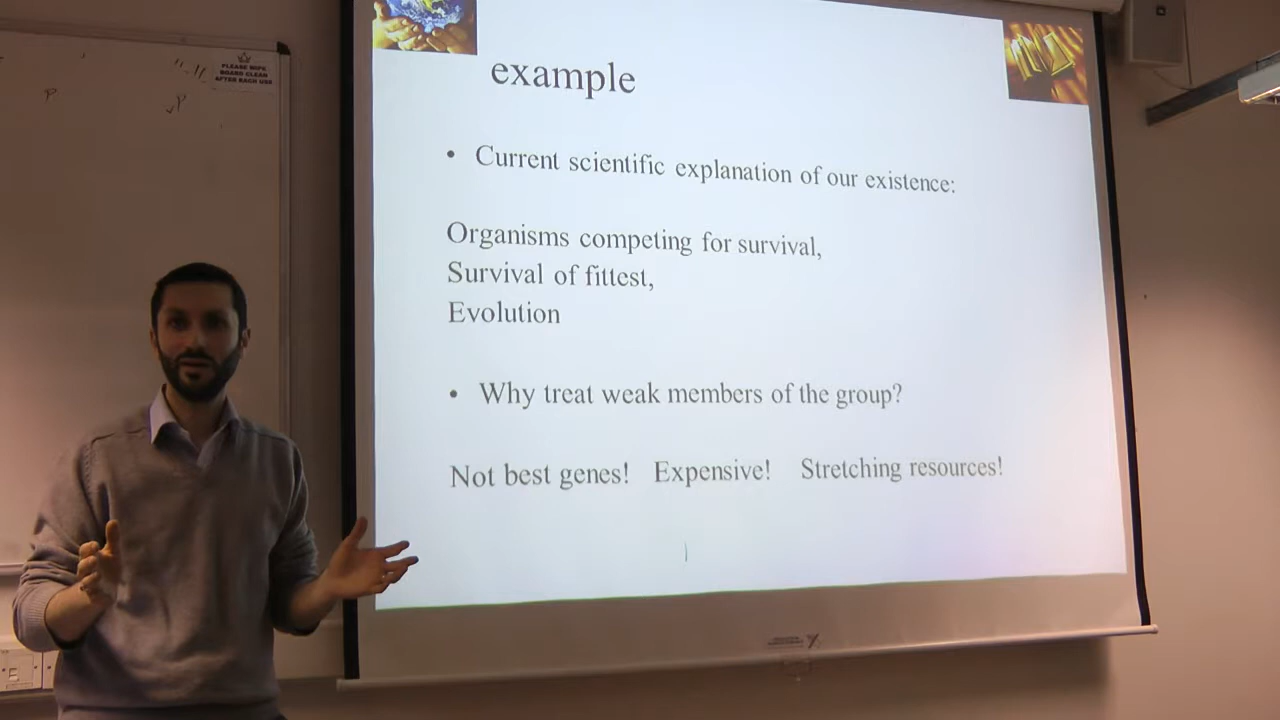 PLEASE WIPE
BOARD CLEAN
AFTER EACH USE
example
• Current scientific explanation of our existence:
Organisms competing for survival,
Survival of fittest,
Evolution
• Why treat weak members of the group?
Not best genes! Expensive! Stretching resources!